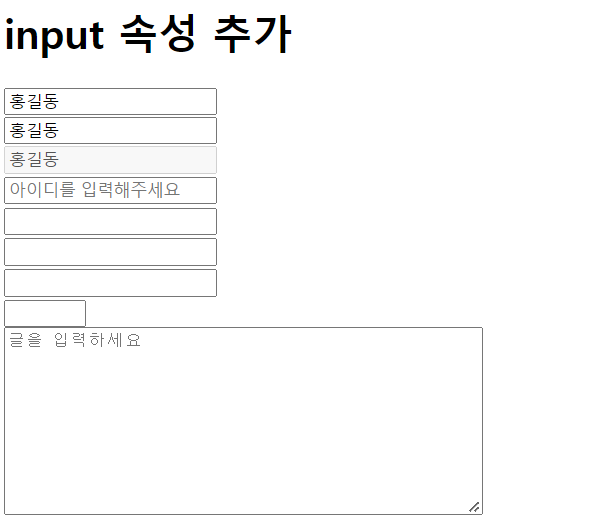 input 속성 추가
홍길동
홍길동
홍길동
아이디를 입력해주세요
글을 입력하세요